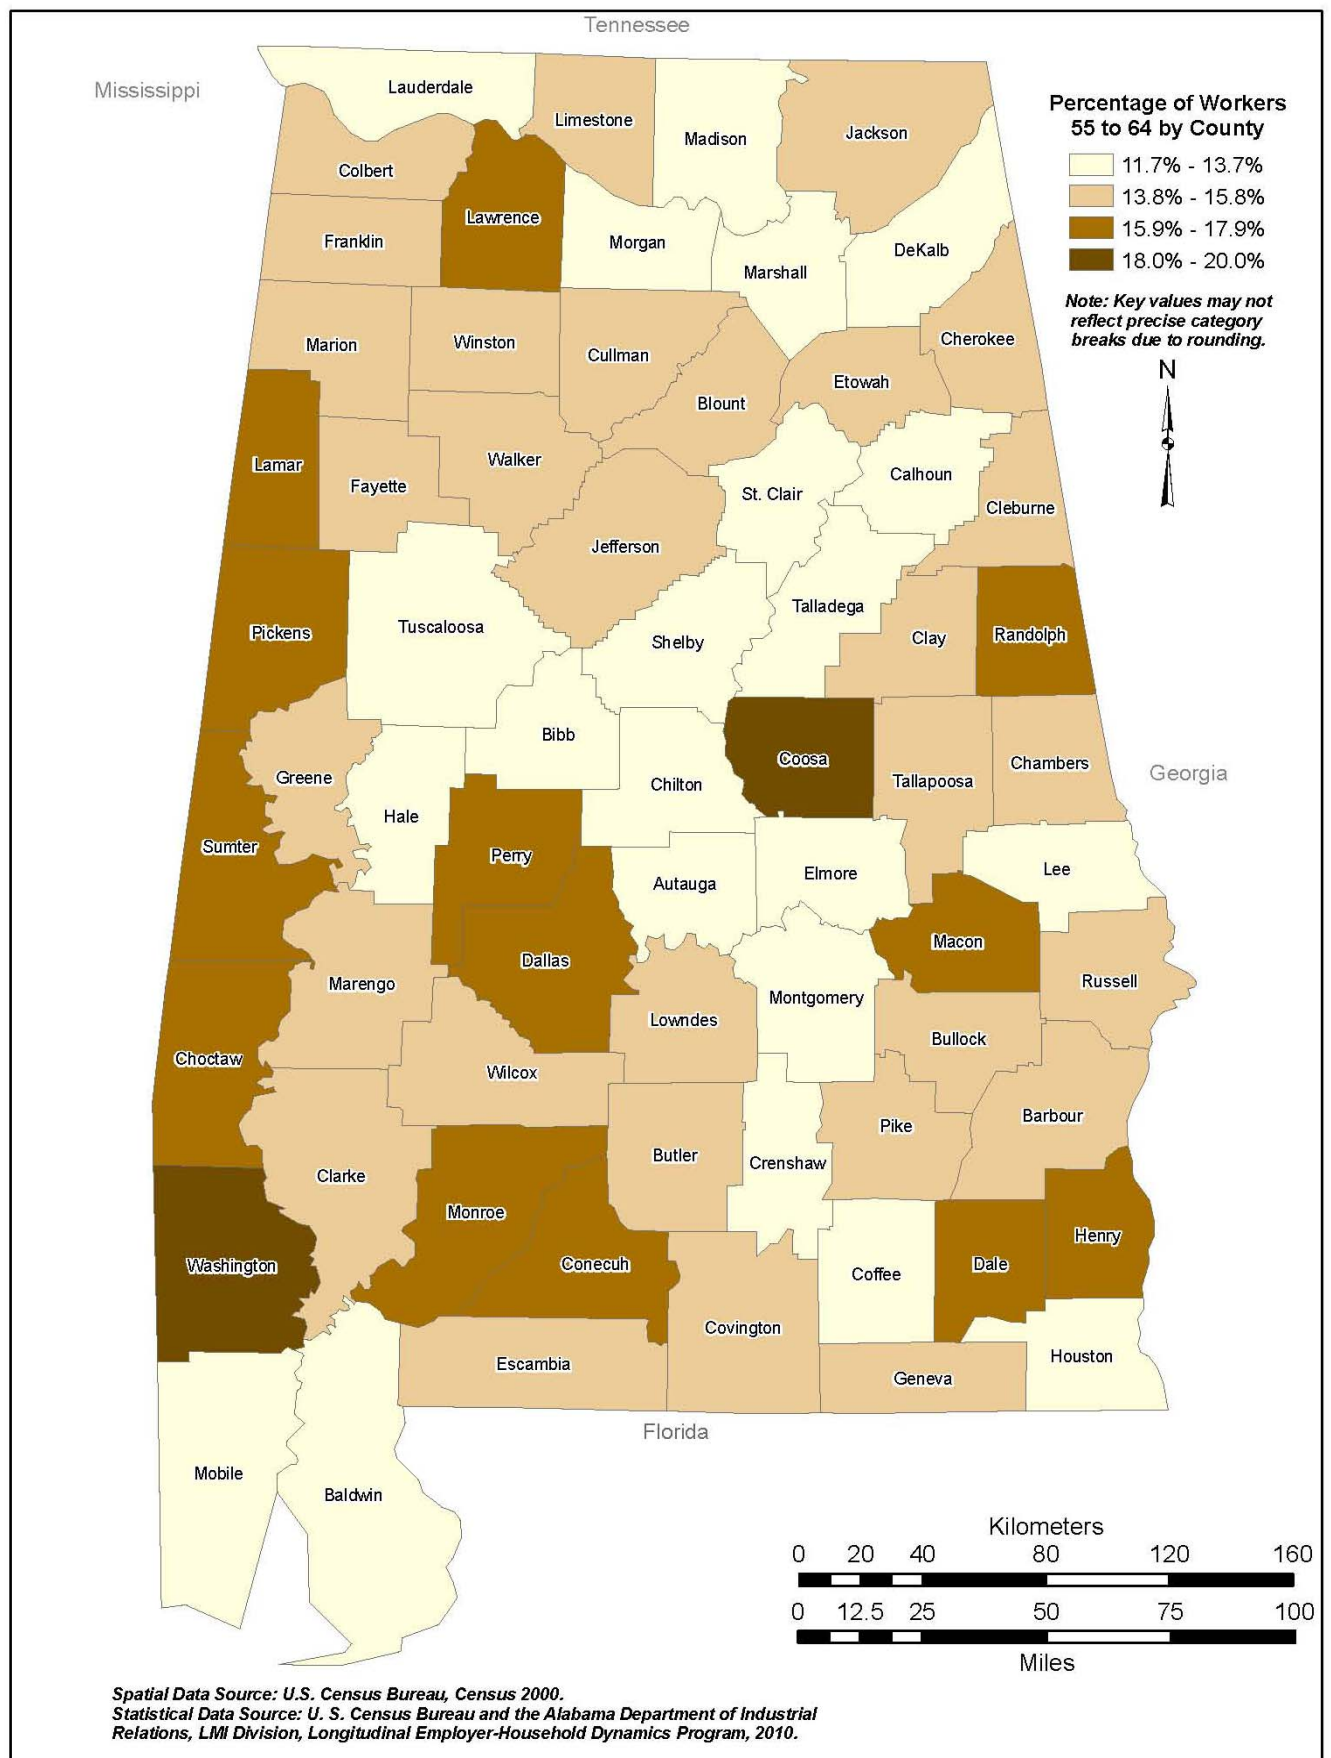 Tennessee
Mississippi
Lauderdale
Limestone
Madison
Jackson
Percentage of Workers
55 to 64 by County
11.7% - 13.7%
13.8% - 15.8%
15.9% - 17.9%
18.0% - 20.0%
Note: Key values may not
reflect precise category
breaks due to rounding.
N
Colbert
Lawrence
Franklin
Morgan
Marshall
DeKalb
Marion
Winston
Cullman
Cherokee
Etowah
Blount
Lamar
Fayette
Walker
St. Clair
Calhoun
Cleburne
Jefferson
Pickens
Tuscaloosa
Shelby
Talladega
Clay
Randolph
Bibb
Coosa
Chambers
Georgia
Greene
Chilton
Tallapoosa
Hale
Sumter
Perry
Autauga
Elmore
Lee
Macon
Dallas
Marengo
Montgomery
Russell
Lowndes
Bullock
Choctaw
Wilcox
Barbour
Pike
Butler
Crenshaw
Clarke
Monroe
Henry
Washington
Conecuh
Coffee
Dale
Covington
Escambia
Geneva
Houston
Florida
Mobile
Baldwin
Kilometers
0 20 40 80 120 160
0 12.5 25 50 75 100
Miles
Spatial Data Source: U.S. Census Bureau, Census 2000.
Statistical Data Source: U. S. Census Bureau and the Alabama Department of Industrial
Relations, LMI Division, Longitudinal Employer-Household Dynamics Program, 2010.